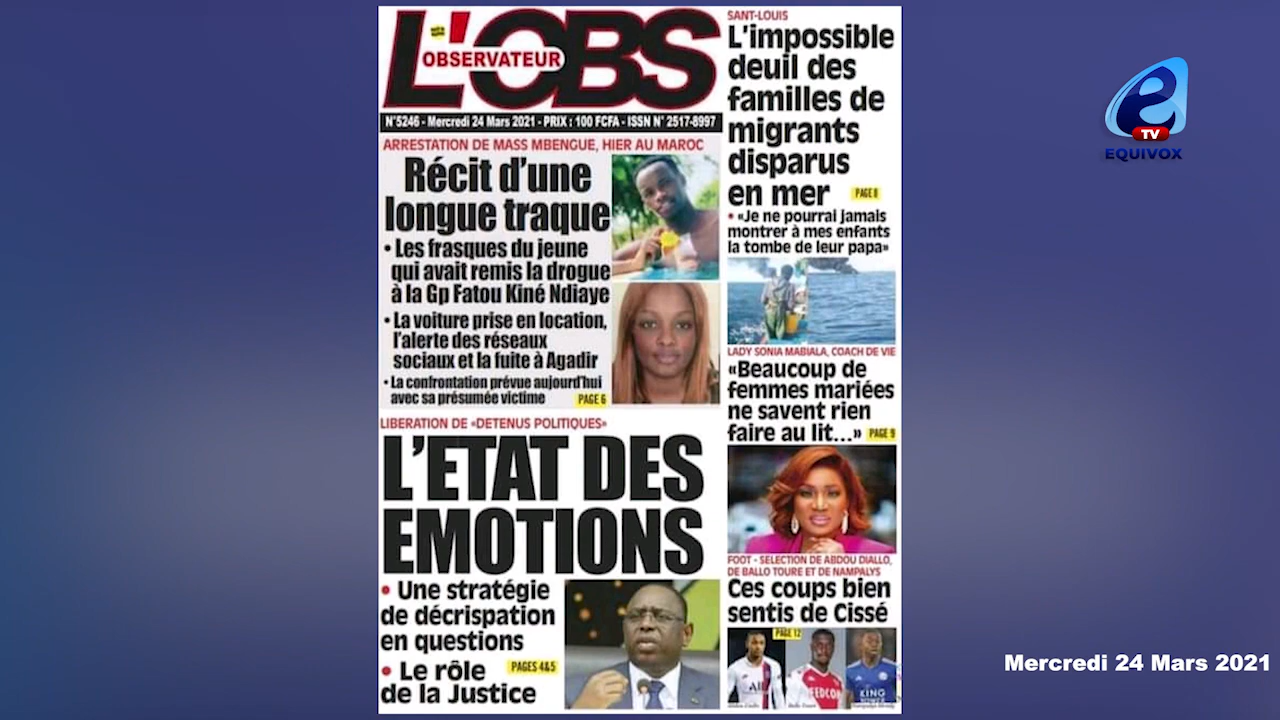 L'OBS
OBSERVATEUR
N°5246 - Mercredi 24 Mars 2021 - PRIX : 100 FCFA - ISSN N° 2517-8997
ARRESTATION DE MASS MBENGUE, HIER AU MAROC
Récit d'une
longue traque
• Les frasques du jeune
qui avait remis la drogue
à la Gp Fatou Kiné Ndiaye
• La voiture prise en location,
l'alerte des réseaux
sociaux et la fuite à Agadir
• La confrontation prévue aujourd'hui
avec sa présumée victime
PAGE 6
LIBERATION DE «DETENUS POLITIQUES»
L'ETAT DES
EMOTIONS
• Une stratégie
de décrispation
en questions
• Le rôle
de la Justice
PAGES 4&5
SANT-LOUIS
L'impossible
deuil des
familles de
migrants
disparus
en mer
PAGE 8
• «Je ne pourrai jamais
montrer à mes enfants
la tombe de leur papa»
LADY SONIA MABIALA, COACH DE VIE
«Beaucoup de
femmes mariées
ne savent rien
faire au lit...»
PAGE 9
FOOT - SELECTION DE ABDOU DIALLO,
DE BALLO TOURE ET DE NAMPALYS
Ces coups bien
sentis de Cissé
PAGE 12
KING
POWER
e
TV
EQUIVOX
Mercredi 24 Mars 2021